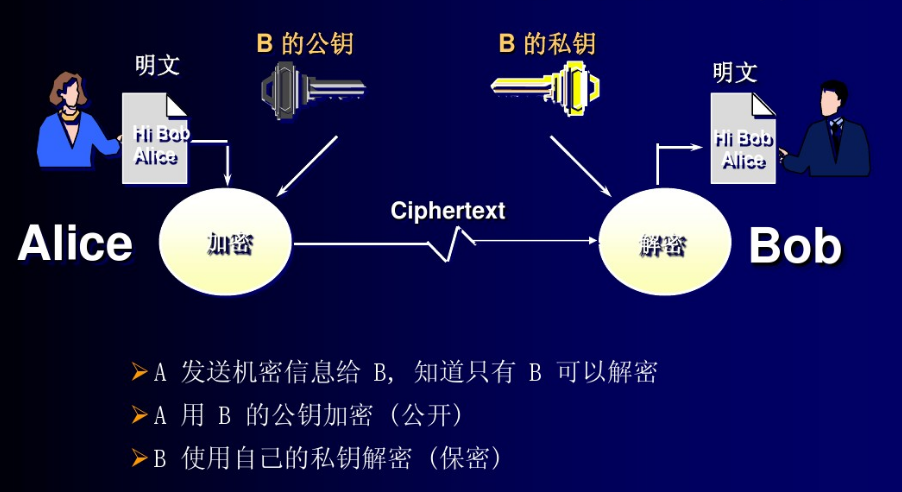 B 的公钥
B 的私钥
明文
明文
Hi Bob
Alice
Hi Bob
Alice
Ciphertext
Alice
加密
解密
Bob
A 发送机密信息给 B, 知道只有 B 可以解密
A 用 B 的公钥加密 (公开)
B 使用自己的私钥解密 (保密)